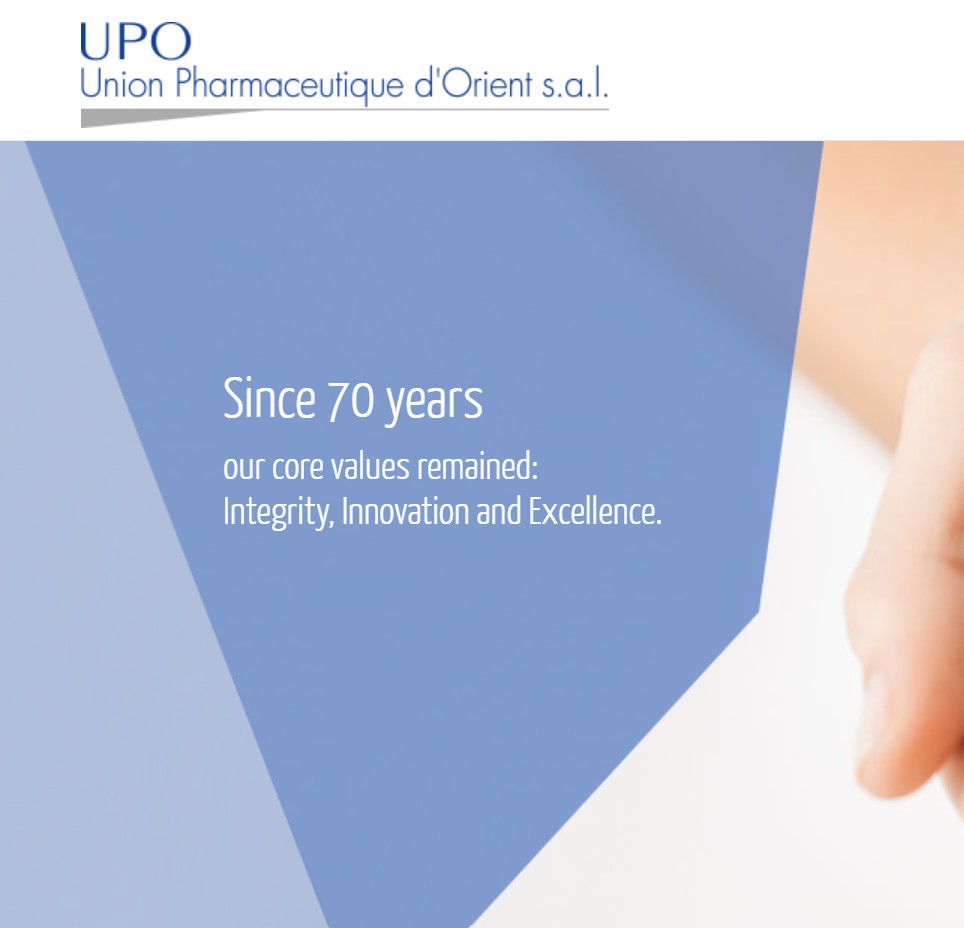 UPO
Union Pharmaceutique d'Orient s.a.l.
Since 70 years
our core values remained:
Integrity, Innovation and Excellence.